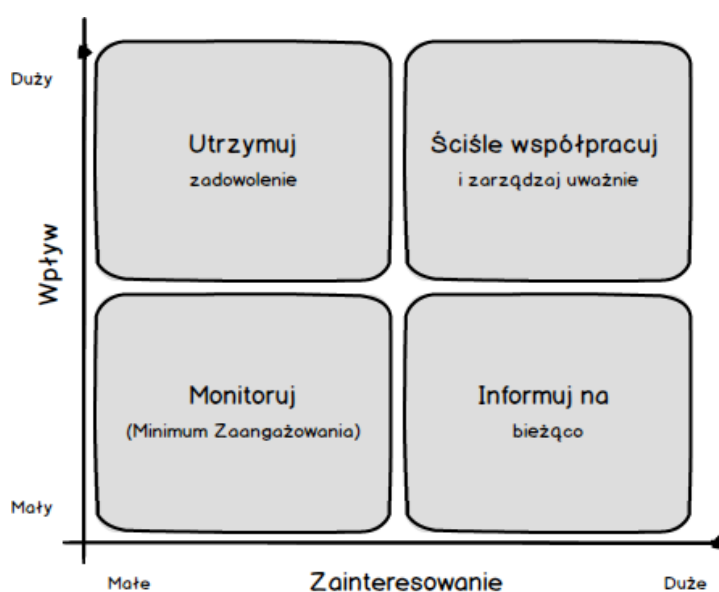 Duży
Utrzymuj
zadowolenie
Ściśle współpracuj
i zarządzaj uważnie
Wpływ
Monitoruj
(Minimum Zaangażowania)
Informuj na
bieżąco
Mały
Małe
Zainteresowanie
Duże